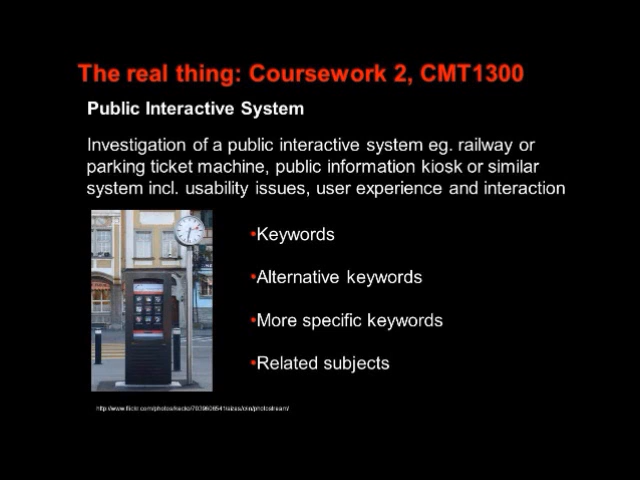 The real thing: Coursework 2, CMT1300
Public Interactive System
Investigation of a public interactive system eg. railway or
parking ticket machine, public information kiosk or similar
system incl. usability issues, user experience and interaction
•Keywords
•Alternative keywords
•More specific keywords
•Related subjects